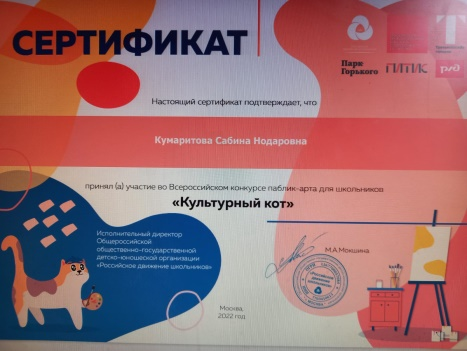 СЕРТИФИКАТ
Парк
Горького
ГИТИС
ржд
Настоящий сертификат подтверждает, что
Кумаритова Сабина Нодаровна
принял (а) участие во Всероссийском конкурсе паблик-арта для школьников
«Культурный кот»
Исполнительный директор
Общероссийской
общественно-государственной
детско-юношеской организации
«Российское движение школьников»
М.А.Мокшина
Москва,
2022 год